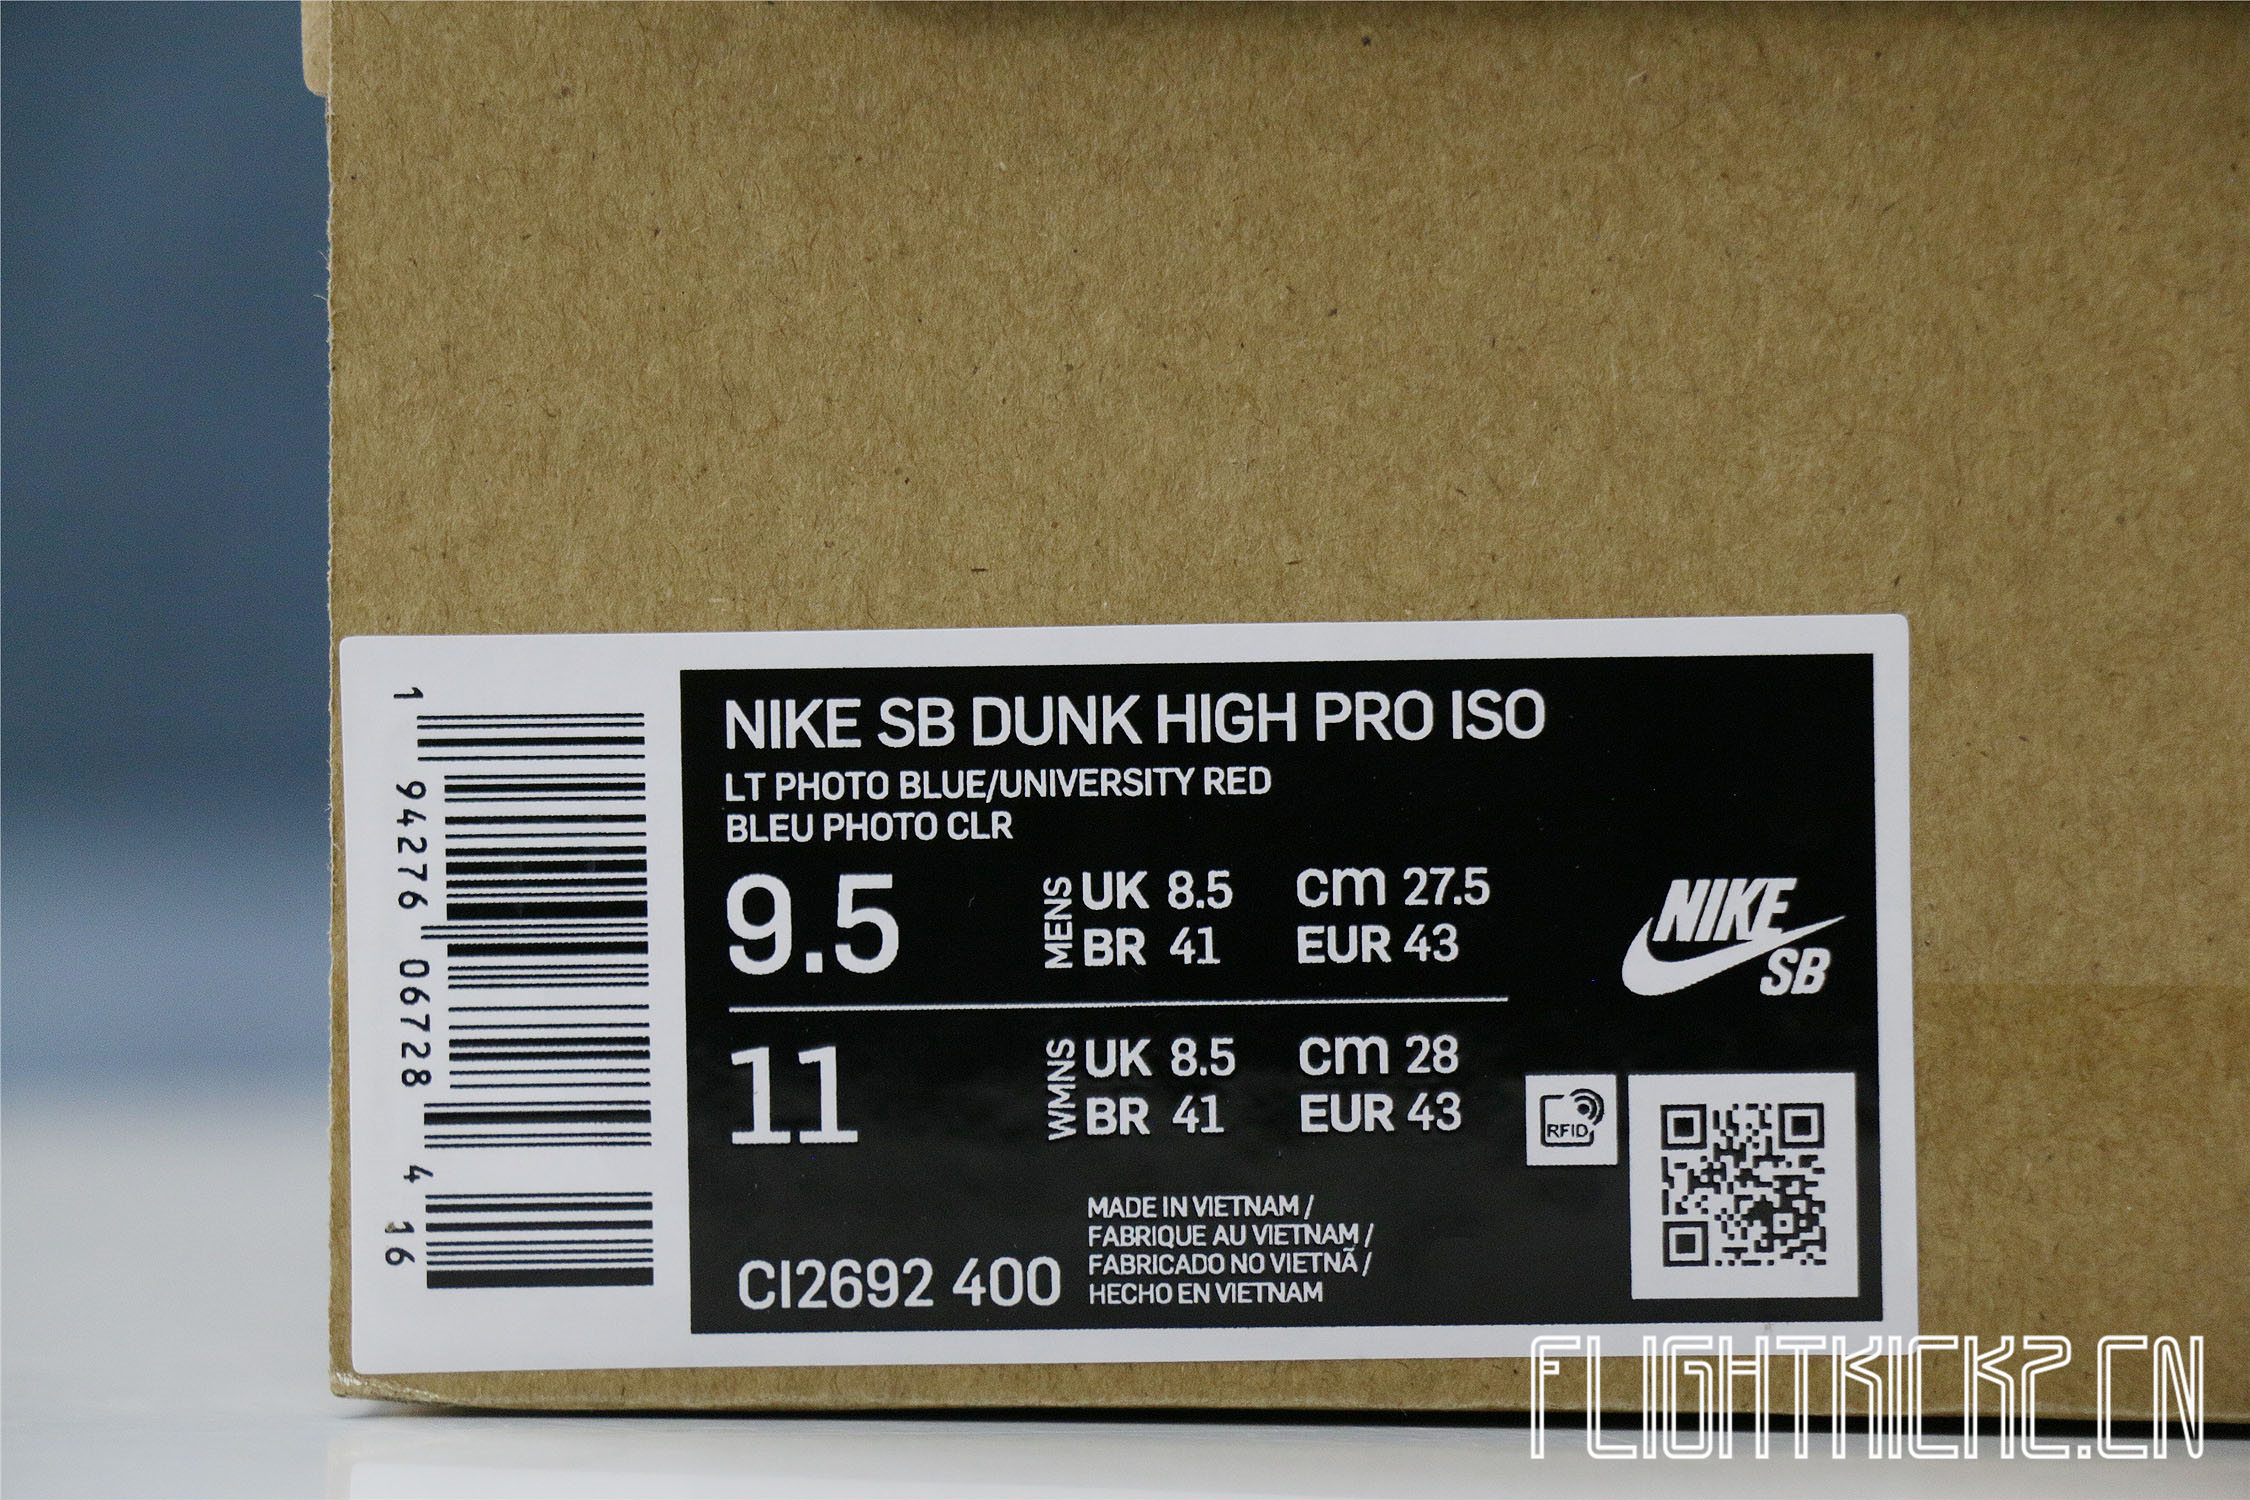 NIKE SB DUNK HIGH PRO ISO
LT PHOTO BLUE/UNIVERSITY RED
BLEU PHOTO CLR
9.5
MENS
UK 8.5 cm 27.5
BR 41 EUR 43
11
WMNS
UK 8.5 cm 28
BR 41 EUR 43
CI2692 400
MADE IN VIETNAM /
FABRIQUE AU VIETNAM /
FABRICADO NO VIETNÃ /
HECHO EN VIETNAM
NIKE
SB
RFID
1 94276 06728 4 16
FLIGHTKICKZ.CN